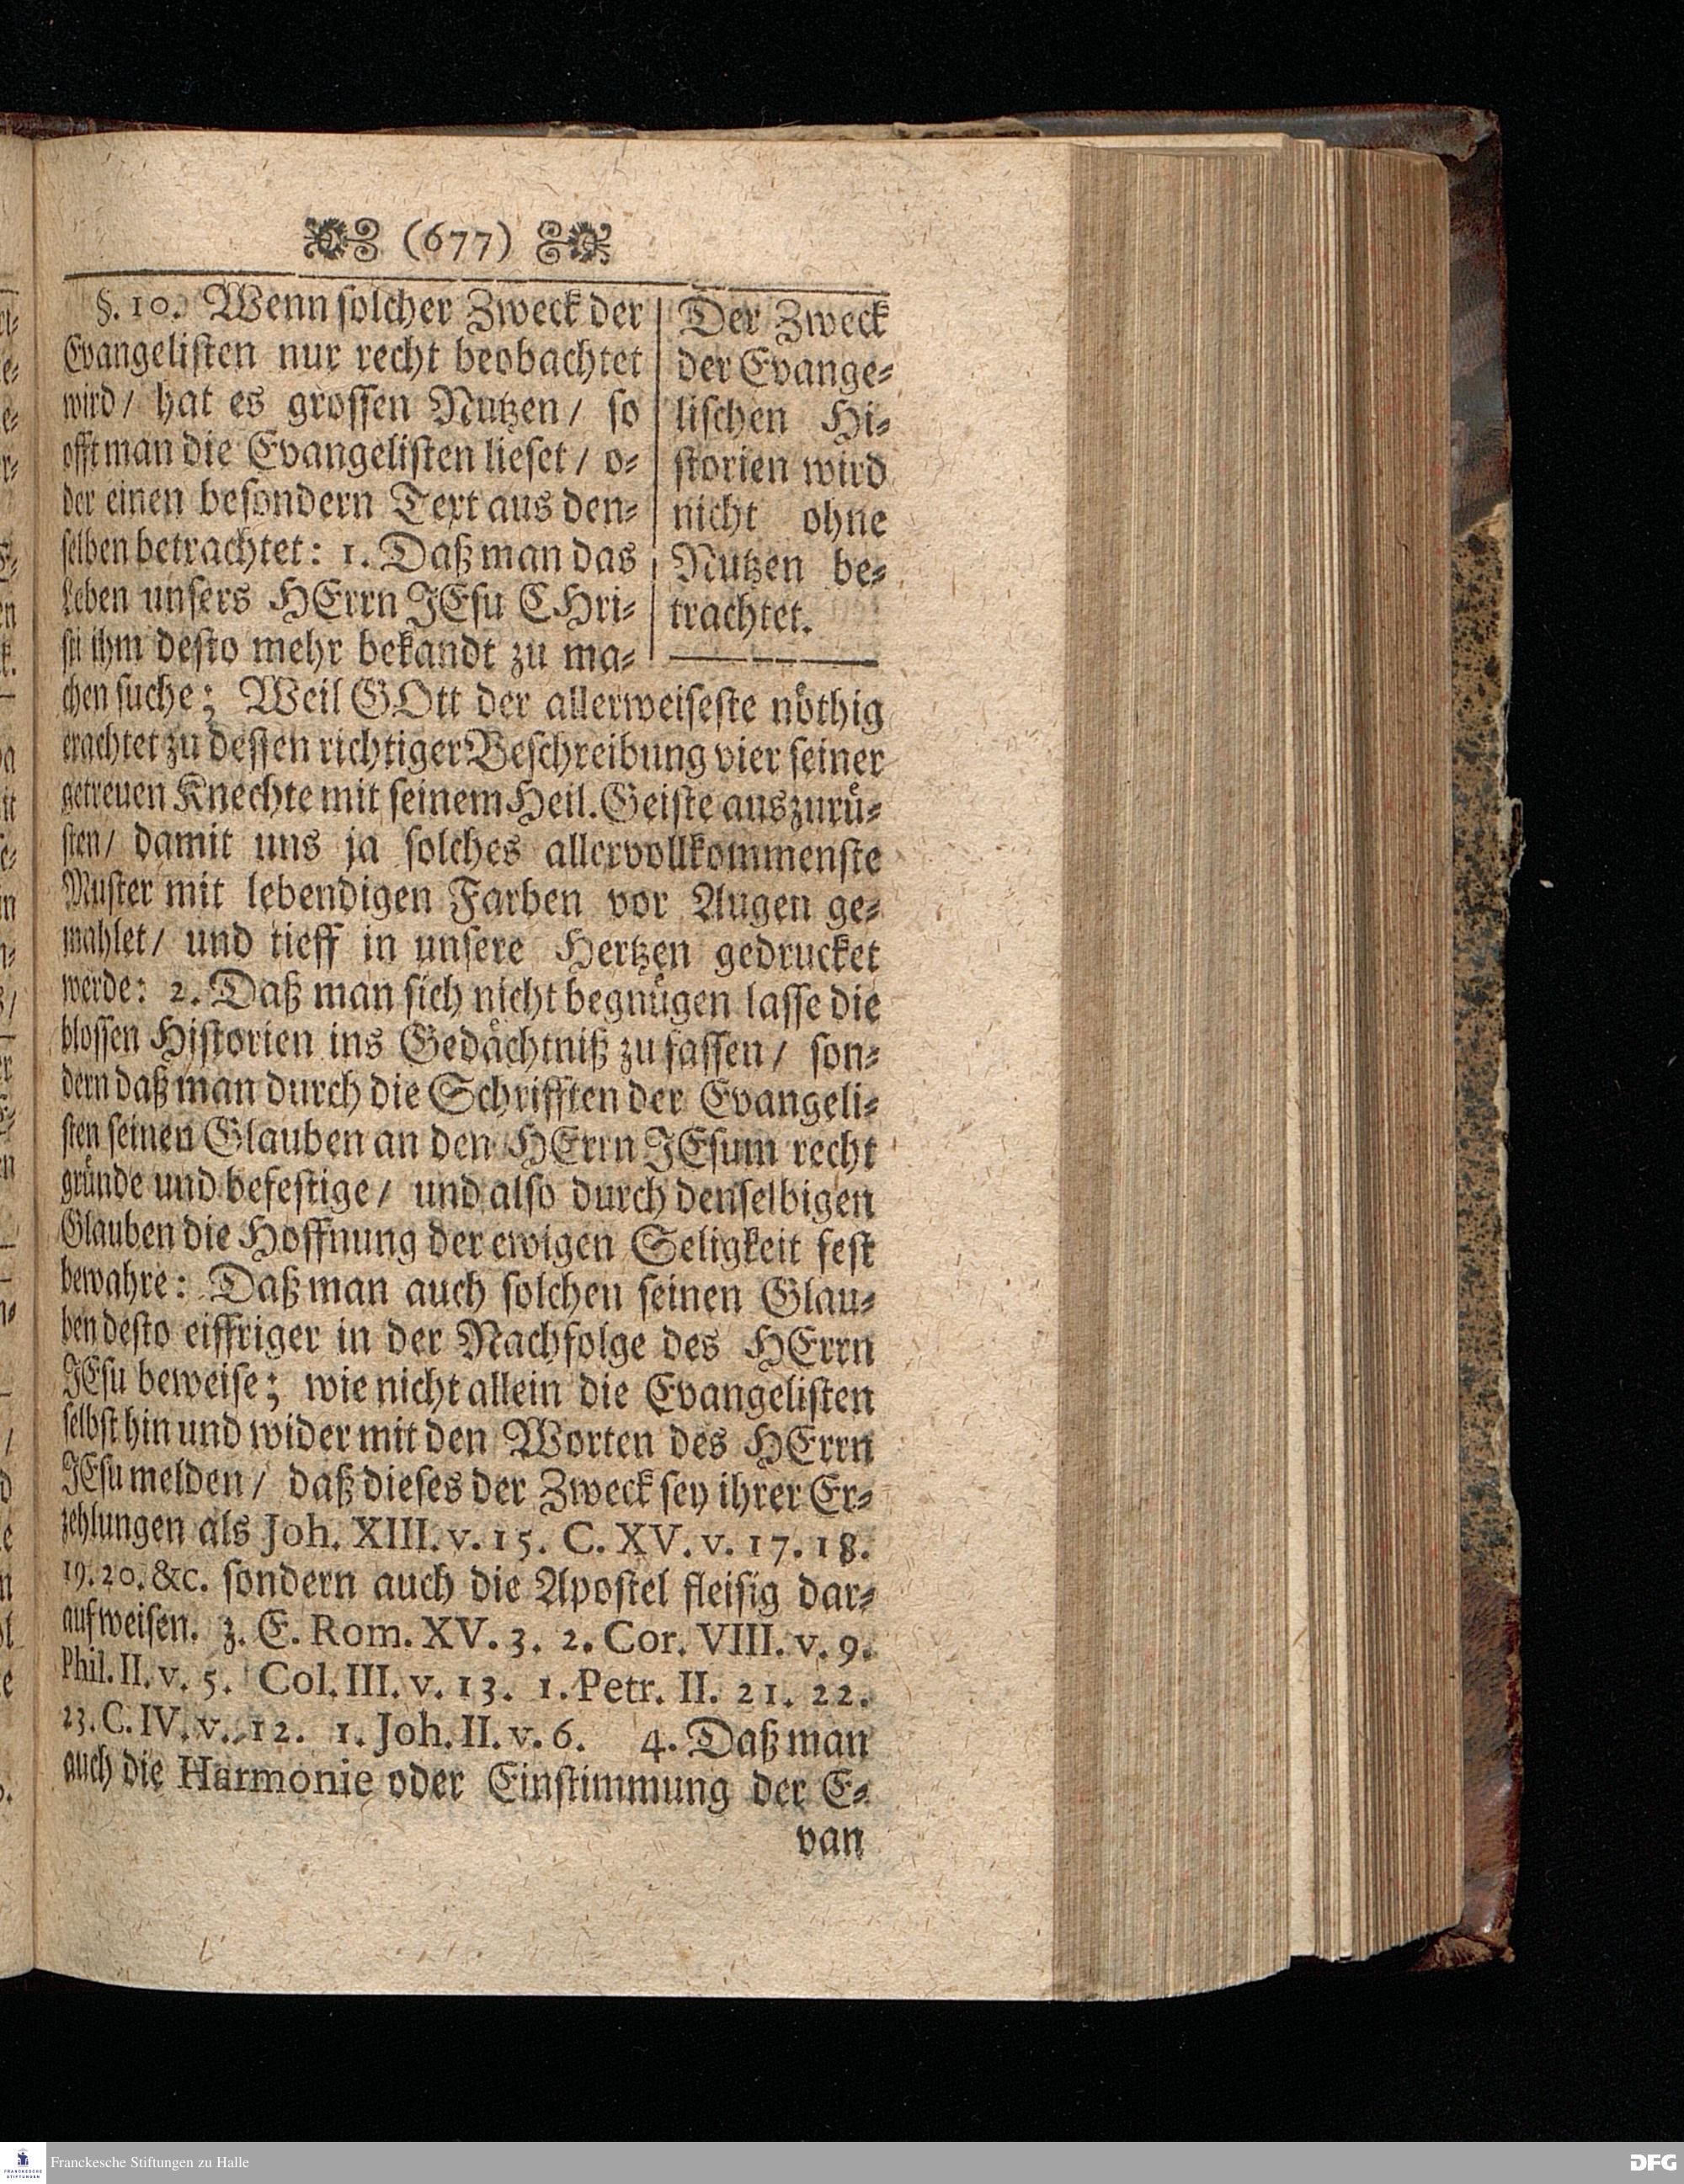 (677)
§. 10. Wenn solcher Zweck der
Evangelisten nur recht beobachtet
wird / hat es grossen Nutzen / so
offt man die Evangelisten lieset / o-
der einen besondern Text aus den-
selben betrachtet: 1. Daß man das
Leben unsers HErrn JEsu CHri-
sti ihm desto mehr bekandt zu ma-
Der Zweck
der Evange-
lischen Hi-
storien wird
nicht ohne
Nutzen be-
trachtet.
chen suche; Weil GOtt der allerweiseste nöthig
erachtet zu dessen richtiger Beschreibung vier seiner
getreuen Knechte mit seinem Heil. Geiste auszurü-
sten / damit uns ja solches allervollkommenste
Muster mit lebendigen Farben vor Augen ge-
mahlet / und tieff in unsere Hertzen gedrucket
werde: 2. Daß man sich nicht begnügen lasse die
blossen Historien ins Gedächtniß zu fassen / son-
dern daß man durch die Schrifften der Evangeli-
sten seinen Glauben an den HErrn JEsum recht
gründe und befestige / und also durch denselbigen
Glauben die Hoffnung der ewigen Seligkeit fest
bewahre: Daß man auch solchen seinen Glau-
ben desto eiffriger in der Nachfolge des HErrn
JEsu beweise; wie nicht allein die Evangelisten
selbst hin und wider mit den Worten des HErrn
JEsu melden / daß dieses der Zweck sey ihrer Er-
zehlungen als Joh. XIII. v. 15. C. XV. v. 17. 18.
19. 20. &c. sondern auch die Apostel fleisig dar-
auf weisen. z. E. Rom. XV. 3. 2. Cor. VIII. v. 9.
Phil. II. v. 5. Col. III. v. 13. 1. Petr. II. 21. 22.
23. C. IV. v. 12. 1. Joh. II. v. 6. 4. Daß man
auch die Harmonie oder Einstimmung der E-
van
Franckesche Stiftungen zu Halle
DFG